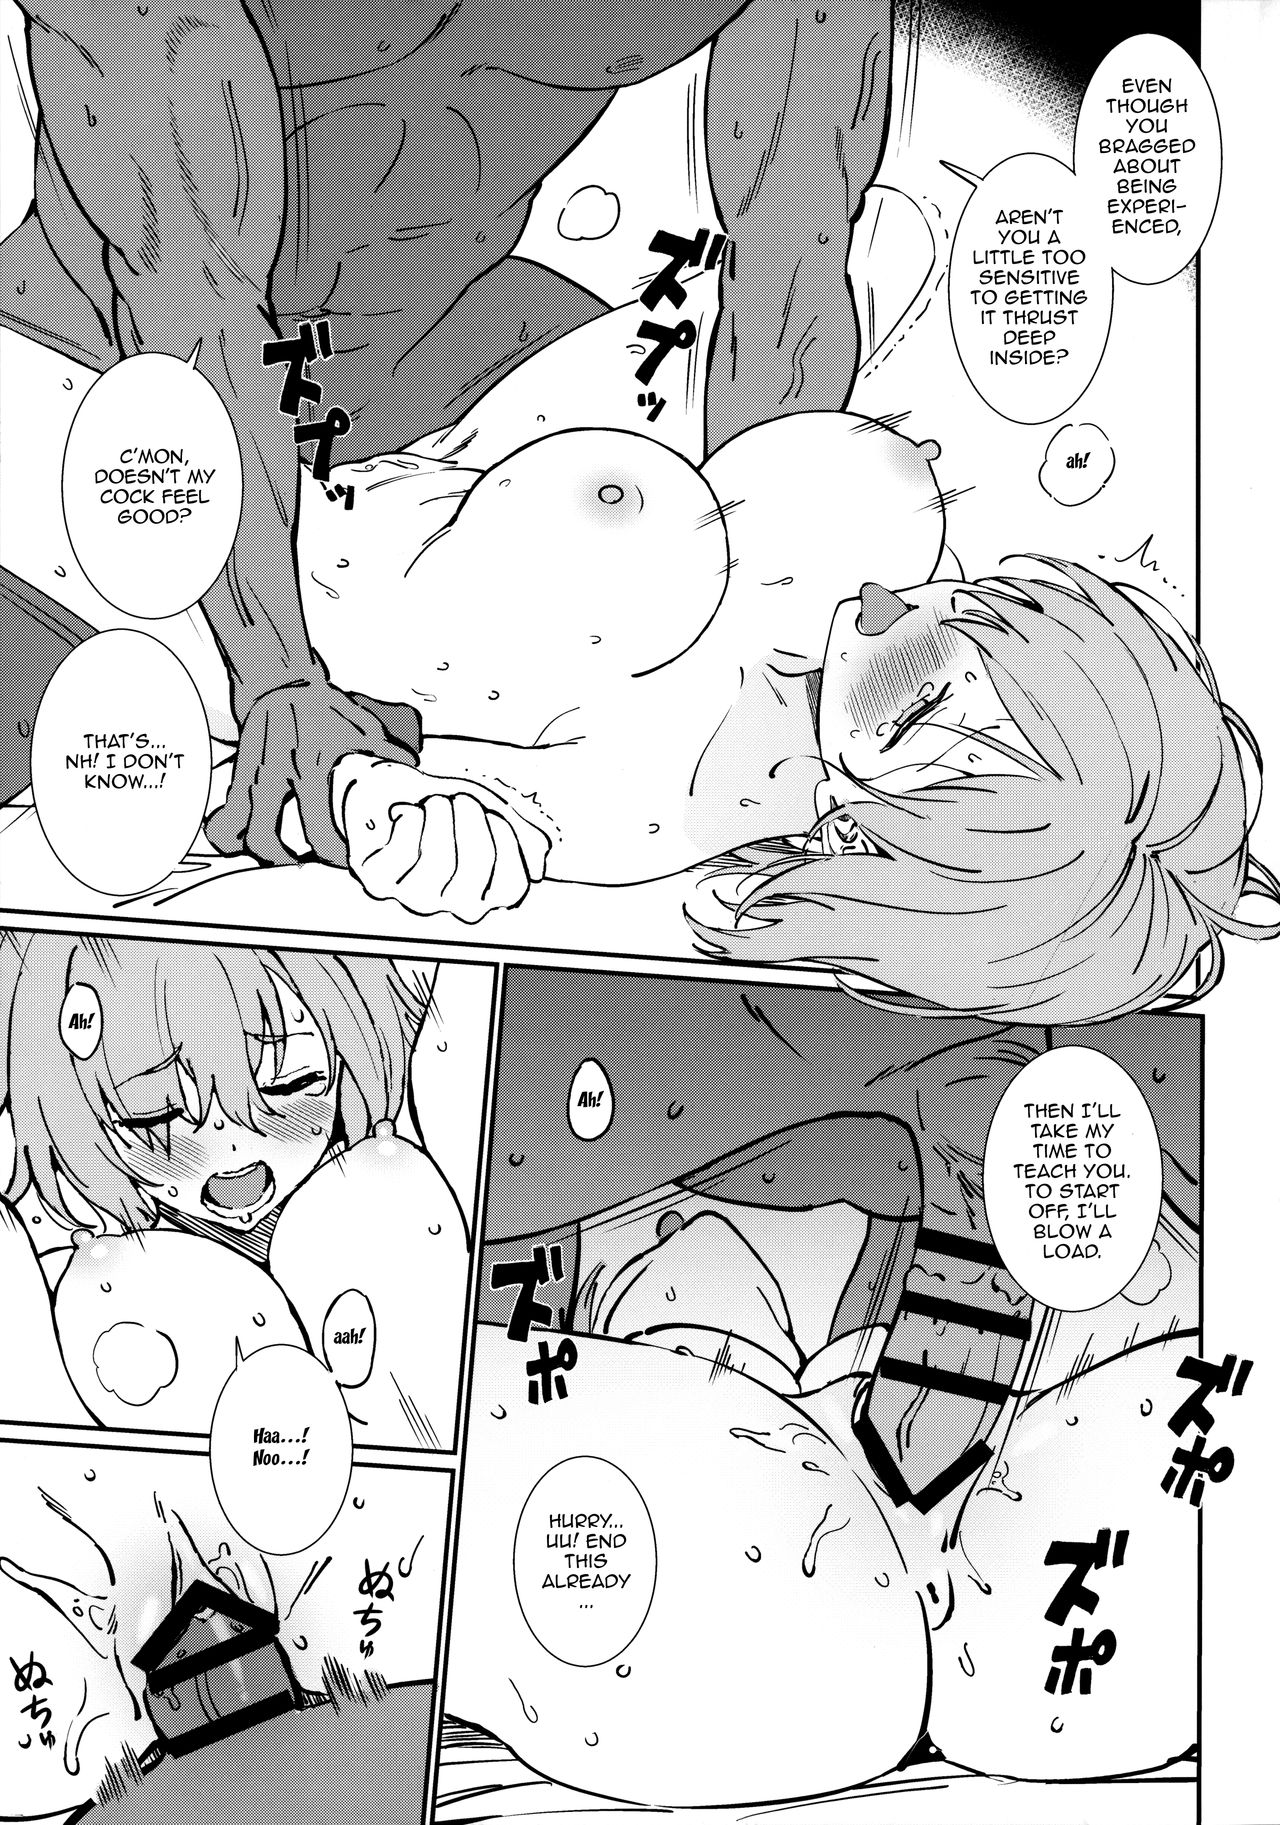 EVEN
THOUGH
YOU
BRAGGED
ABOUT
BEING
EXPERI-
ENCED,
AREN'T
YOU A
LITTLE TOO
SENSITIVE
TO GETTING
IT THRUST
DEEP
INSIDE?
ah!
ズプッ
ズプッ
C'MON,
DOESN'T MY
COCK FEEL
GOOD?
THAT'S...
NH! I DON'T
KNOW...!
THEN I'LL
TAKE MY
TIME TO
TEACH YOU.
TO START
OFF, I'LL
BLOW A
LOAD.
Ah!
ズポ
ズポ
ズポ
HURRY...
UU! END
THIS
ALREADY
...
Ah!
aah!
Haa...!
Noo...!
ぬちゅ
ぬちゅ